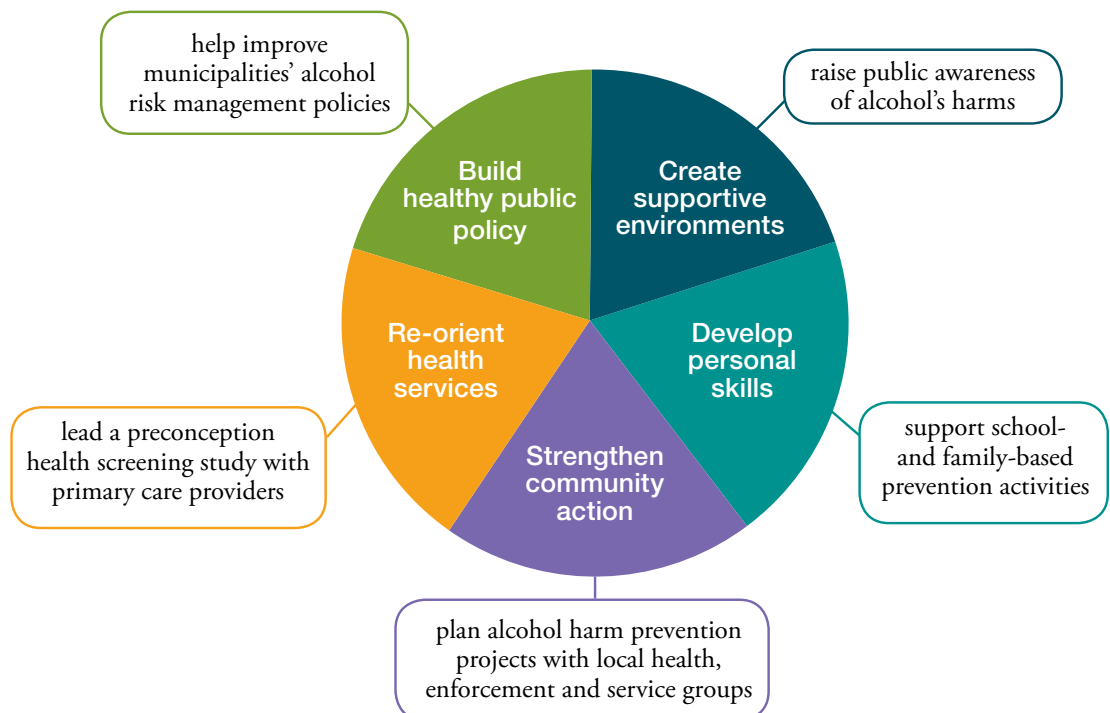 help improve
municipalities’ alcohol
risk management policies
raise public awareness
of alcohol’s harms
Build
healthy public
policy
Create
supportive
environments
Re-orient
health
services
Develop
personal
skills
lead a preconception
health screening study with
primary care providers
Strengthen
community
action
support school-
and family-based
prevention activities
plan alcohol harm prevention
projects with local health,
enforcement and service groups